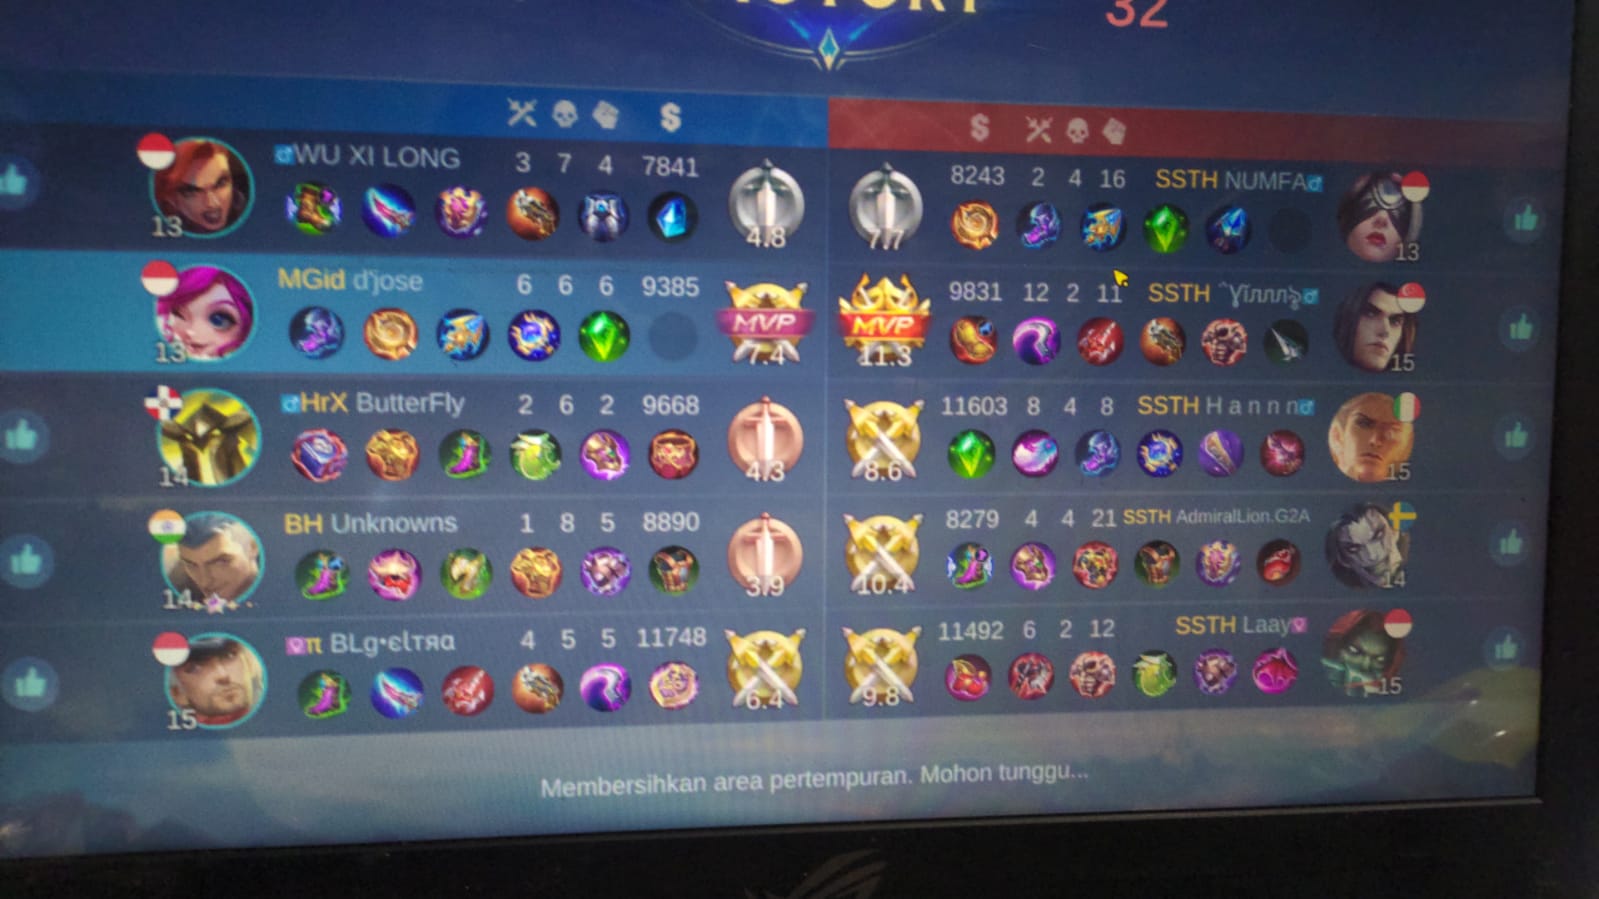 VICTORY
32
♂WU XI LONG 3 7 4 7841
13
4.8
8243 2 4 16 SSTH NUMFA♂
7.7
13
MGid d'jose 6 6 6 9385
13
MVP
7.4
9831 12 2 11 SSTH
MVP
11.3
15
♂HrX ButterFly 2 6 2 9668
14
4.3
11603 8 4 8 SSTH Hannn♂
8.6
15
BH Unknowns 1 8 5 8890
14
3.9
8279 4 4 21 SSTH AdmiralLion.G2A
10.4
14
♀π BLg•єlтяα 4 5 5 11748
15
6.4
11492 6 2 12 SSTH Laay♀
9.8
15
Membersihkan area pertempuran. Mohon tunggu...